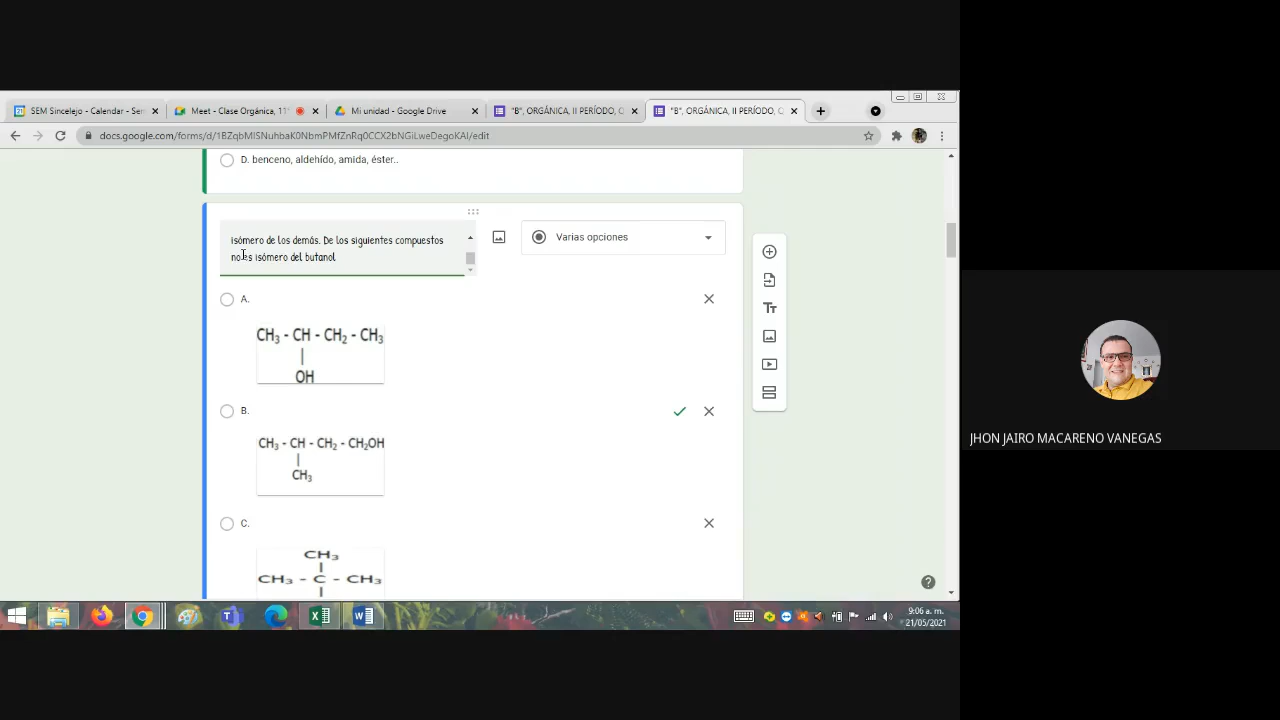 SEM Sincelejo - Calendar - Sen
Meet - Clase Orgánica, 11°
Mi unidad - Google Drive
"B", ORGÁNICA, II PERÍODO, Q
"B", ORGÁNICA, II PERÍODO, Q
docs.google.com/forms/d/1BZqbMlSNuhbaK0NbmPMfZnRq0CCX2bNGiLweDegoKAI/edit
D. benceno, aldehído, amida, éster..
isómero de los demás. De los siguientes compuestos
no es isómero del butanol
Varias opciones
A.
CH₃ - CH - CH₂ - CH₃
|
OH
B.
CH₃ - CH - CH₂ - CH₂OH
|
CH₃
C.
CH₃
|
CH₃ - C - CH₃
|
Tт
JHON JAIRO MACARENO VANEGAS
9:06 a. m.
21/05/2021